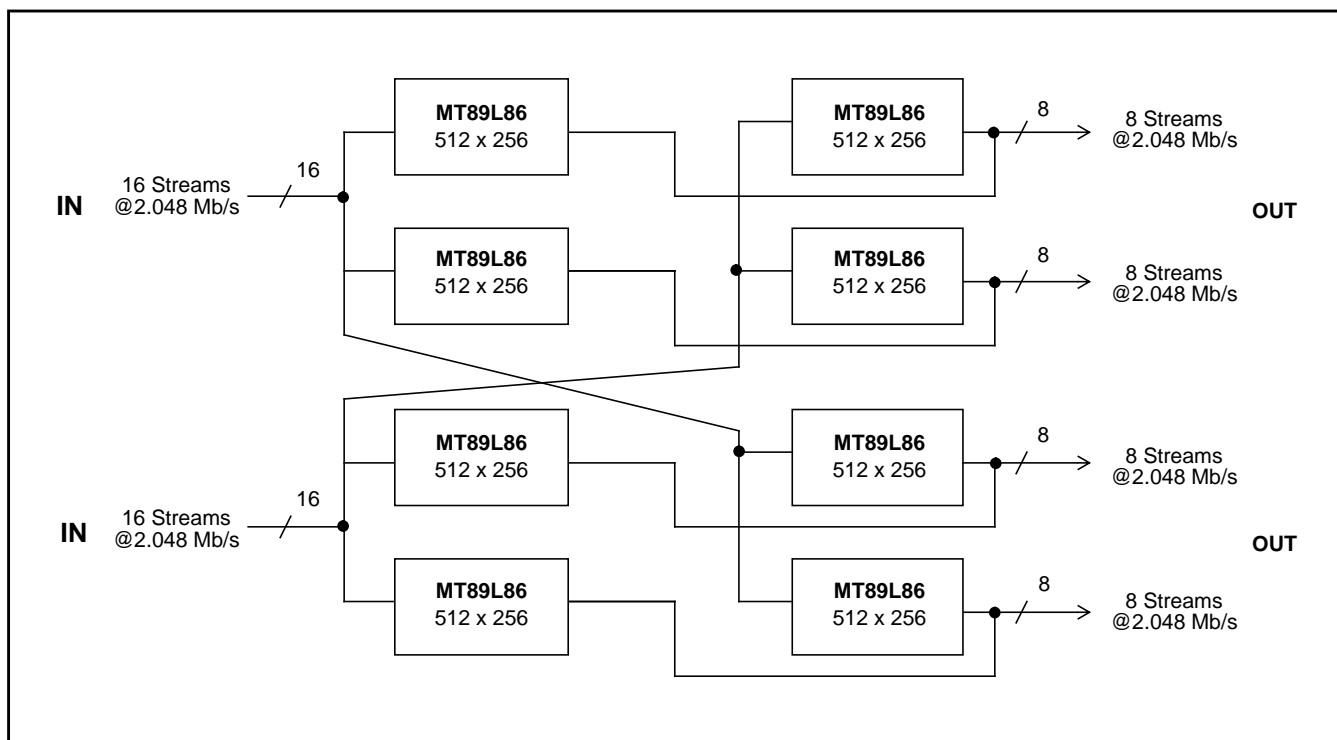 MT89L86
512 x 256
MT89L86
512 x 256
8
8 Streams
@2.048 Mb/s
IN
16 Streams
@2.048 Mb/s
16
OUT
MT89L86
512 x 256
MT89L86
512 x 256
8
8 Streams
@2.048 Mb/s
MT89L86
512 x 256
MT89L86
512 x 256
8
8 Streams
@2.048 Mb/s
IN
16 Streams
@2.048 Mb/s
16
OUT
MT89L86
512 x 256
MT89L86
512 x 256
8
8 Streams
@2.048 Mb/s